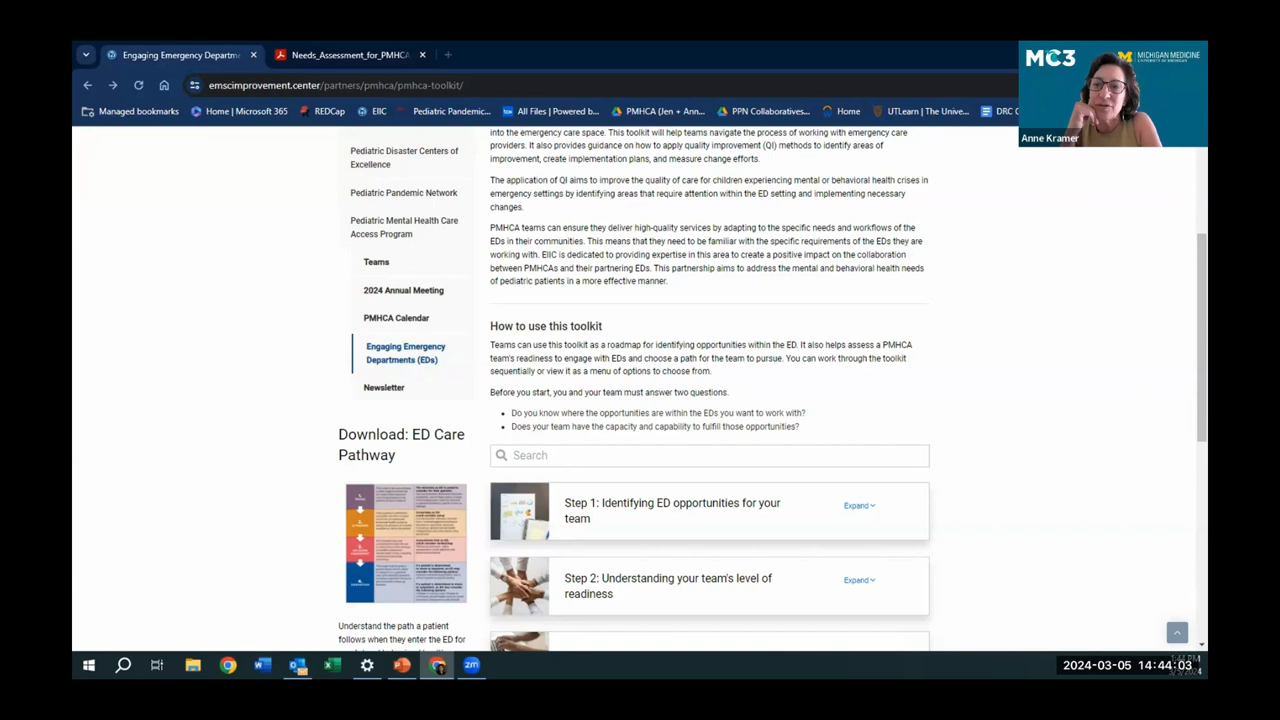 Engaging Emergency Departm
Needs_Assessment_for_PMHCA
emscimprovement.center/partners/pmhca/pmhca-toolkit/
Managed bookmarks
Home | Microsoft 365
REDCap
EIIC
Pediatric Pandemic...
All Files | Powered b...
PMHCA (Jen + Ann...
PPN Collaboratives...
Home
UTLearn | The Unive...
DRC O
MC3
MICHIGAN MEDICINE
UNIVERSITY OF MICHIGAN
Anne Kramer
Pediatric Disaster Centers of
Excellence
Pediatric Pandemic Network
Pediatric Mental Health Care
Access Program
Teams
2024 Annual Meeting
PMHCA Calendar
Engaging Emergency
Departments (EDs)
Newsletter
Download: ED Care
Pathway
Understand the path a patient
follows when they enter the ED for
into the emergency care space. This toolkit will help teams navigate the process of working with emergency care
providers. It also provides guidance on how to apply quality improvement (QI) methods to identify areas of
improvement, create implementation plans, and measure change efforts.
The application of QI aims to improve the quality of care for children experiencing mental or behavioral health crises in
emergency settings by identifying areas that require attention within the ED setting and implementing necessary
changes.
PMHCA teams can ensure they deliver high-quality services by adapting to the specific needs and workflows of the
EDs in their communities. This means that they need to be familiar with the specific requirements of the EDs they are
working with. EIIC is dedicated to providing expertise in this area to create a positive impact on the collaboration
between PMHCAs and their partnering EDs. This partnership aims to address the mental and behavioral health needs
of pediatric patients in a more effective manner.
How to use this toolkit
Teams can use this toolkit as a roadmap for identifying opportunities within the ED. It also helps assess a PMHCA
team's readiness to engage with EDs and choose a path for the team to pursue. You can work through the toolkit
sequentially or view it as a menu of options to choose from.
Before you start, you and your team must answer two questions.
• Do you know where the opportunities are within the EDs you want to work with?
• Does your team have the capacity and capability to fulfill those opportunities?
Search
Step 1: Identifying ED opportunities for your
team
Expand
Step 2: Understanding your team's level of
readiness
Expand
2024-03-05 14:44:03